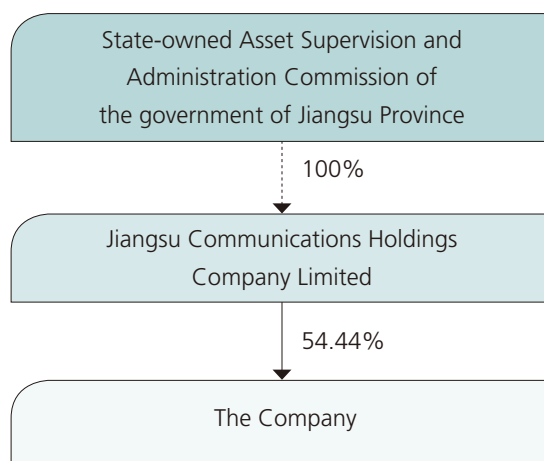 State-owned Asset Supervision and
Administration Commission of
the government of Jiangsu Province
100%
Jiangsu Communications Holdings
Company Limited
54.44%
The Company